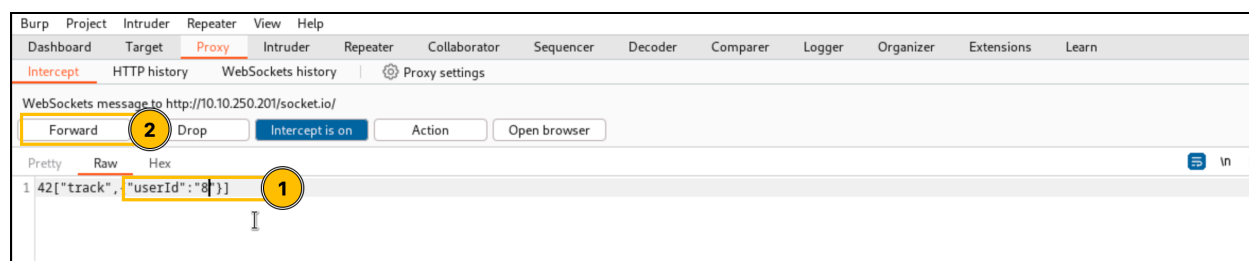 Burp Project Intruder Repeater View Help
Dashboard Target Proxy Intruder Repeater Collaborator Sequencer Decoder Comparer Logger Organizer Extensions Learn
Intercept HTTP history WebSockets history Proxy settings
WebSockets message to http://10.10.250.201/socket.io/
Forward 2 Drop Intercept is on Action Open browser
Pretty Raw Hex \n
1 42["track",{"userId":"8"}] 1